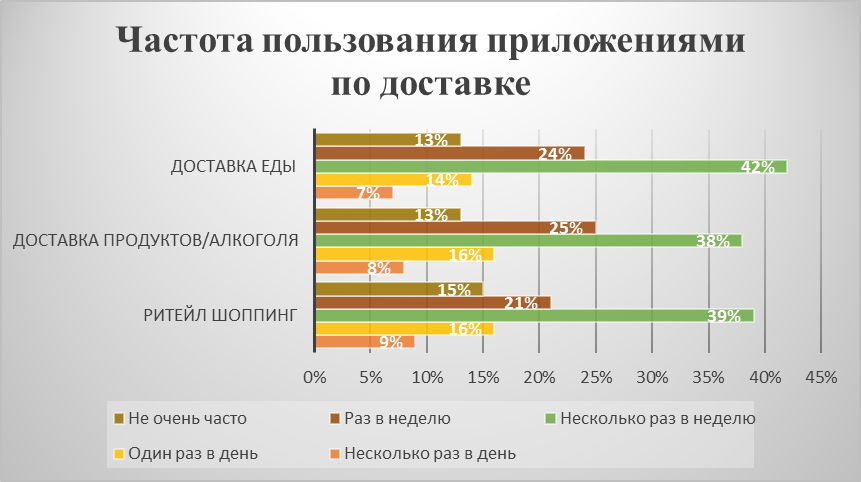 Частота пользования приложениями
по доставке
ДОСТАВКА ЕДЫ
13%
24%
42%
14%
7%
ДОСТАВКА ПРОДУКТОВ/АЛКОГОЛЯ
13%
25%
38%
16%
8%
РИТЕЙЛ ШОППИНГ
15%
21%
39%
16%
9%
0% 5% 10% 15% 20% 25% 30% 35% 40% 45%
Не очень часто Раз в неделю Несколько раз в неделю
Один раз в день Несколько раз в день